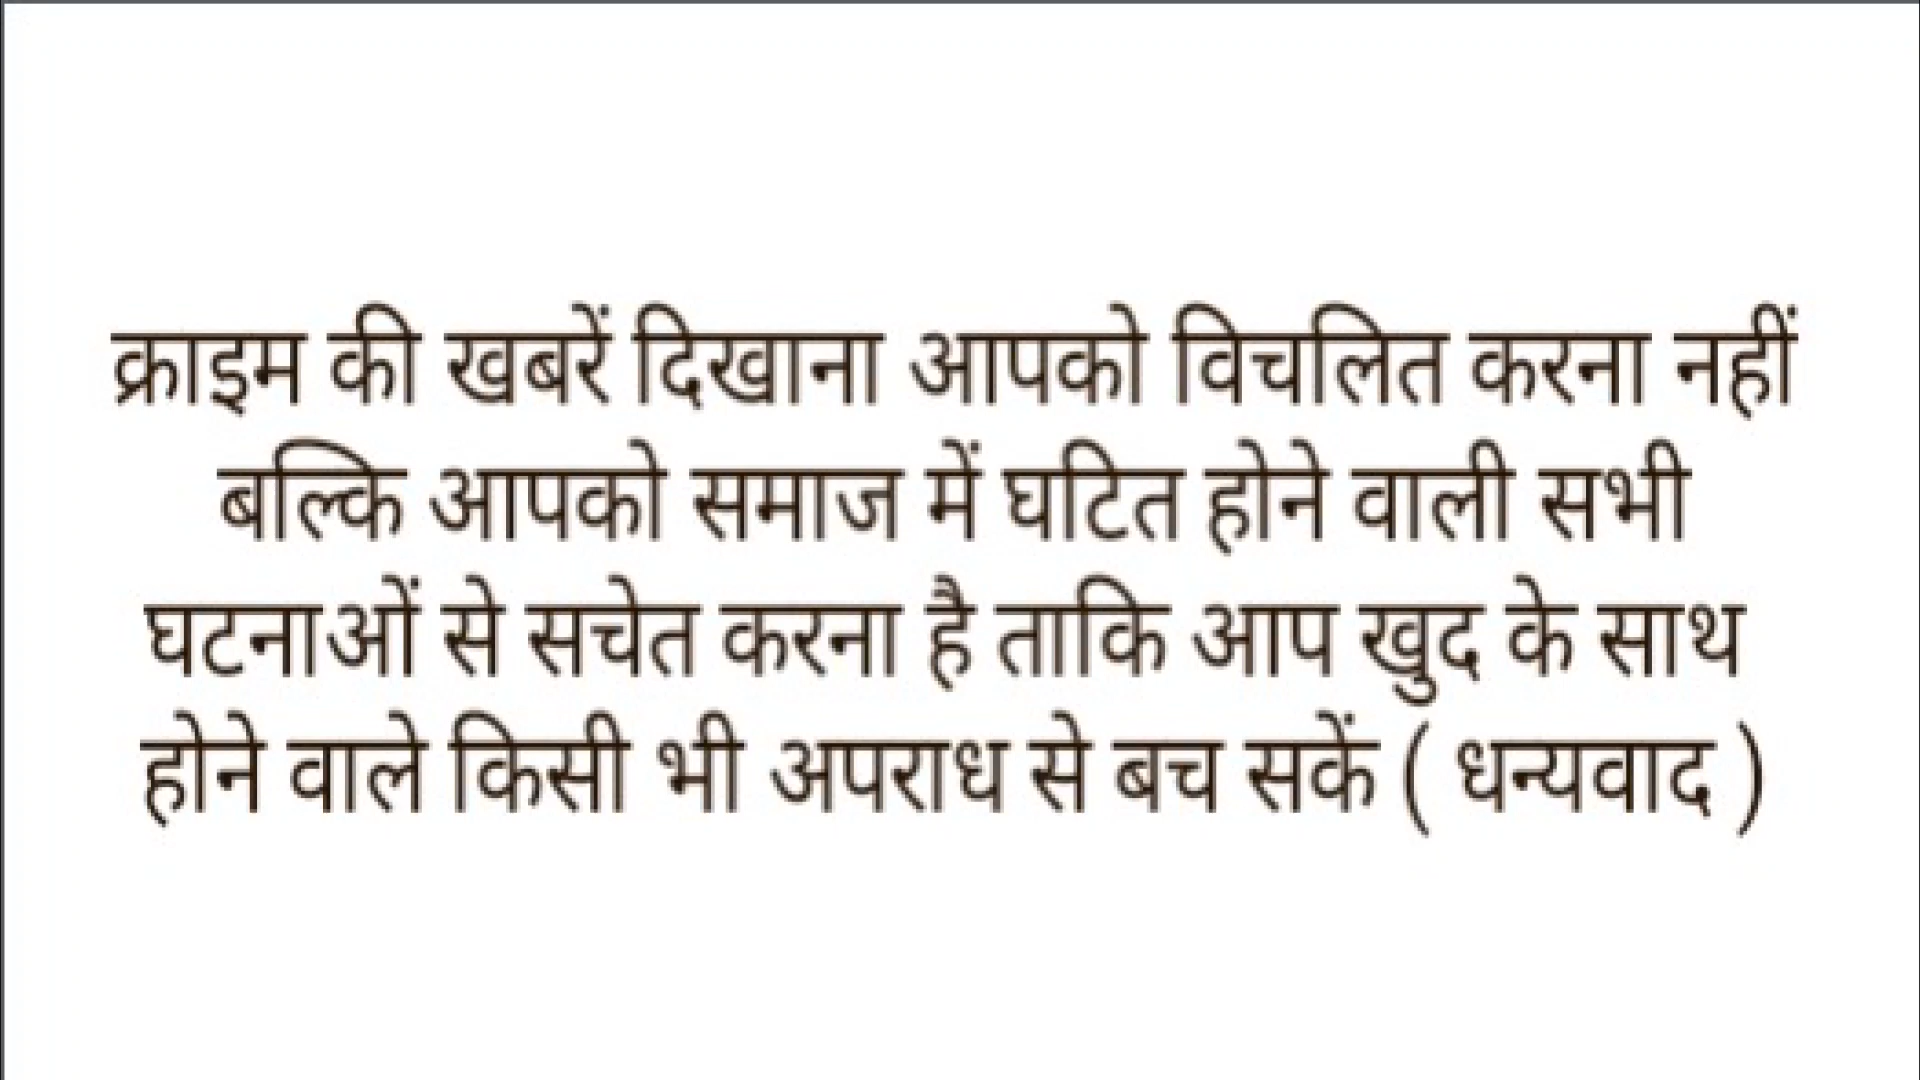 क्राइम की खबरें दिखाना आपको विचलित करना नहीं
बल्कि आपको समाज में घटित होने वाली सभी
घटनाओं से सचेत करना है ताकि आप खुद के साथ
होने वाले किसी भी अपराध से बच सकें ( धन्यवाद )